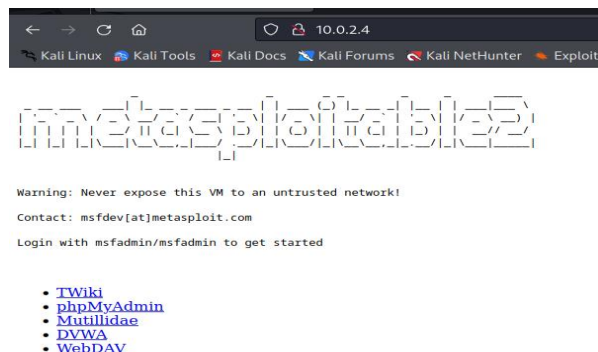 10.0.2.4
Kali Linux Kali Tools Kali Docs Kali Forums Kali NetHunter Exploit
metasploitable2
Warning: Never expose this VM to an untrusted network!
Contact: msfdev[at]metasploit.com
Login with msfadmin/msfadmin to get started
• TWiki
• phpMyAdmin
• Mutillidae
• DVWA
• WebDAV